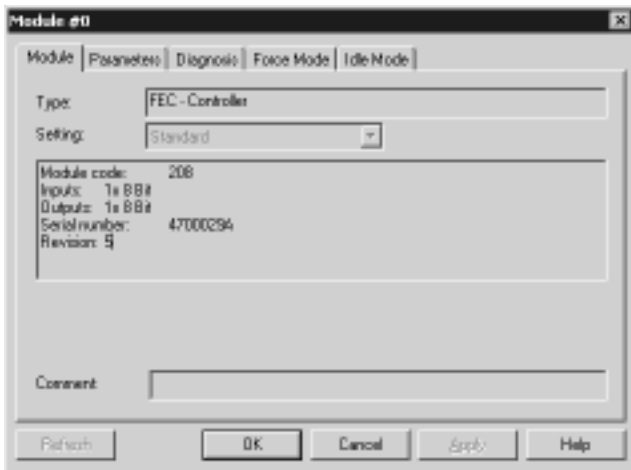 Module #0
Module Parameters Diagnosis Force Mode Idle Mode
Type: FEC - Controller
Setting: Standard
Module code: 208
Inputs: 1x 8 Bit
Outputs: 1x 8 Bit
Serial number: 4700029A
Revision: 5
Comment
Refresh OK Cancel Apply Help